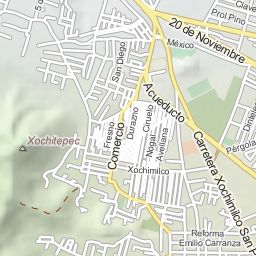 5 a
Clave
Prol Pino
20 de Noviembre
México
San Diego
Acueducto
Durazno
Ciruelo
Nogal
Avellana
Fresno
Comercio
Xochitepec
Xochimilco
Carretera Xochimilco San
Pérgola
Reforma
Emilio Carranza